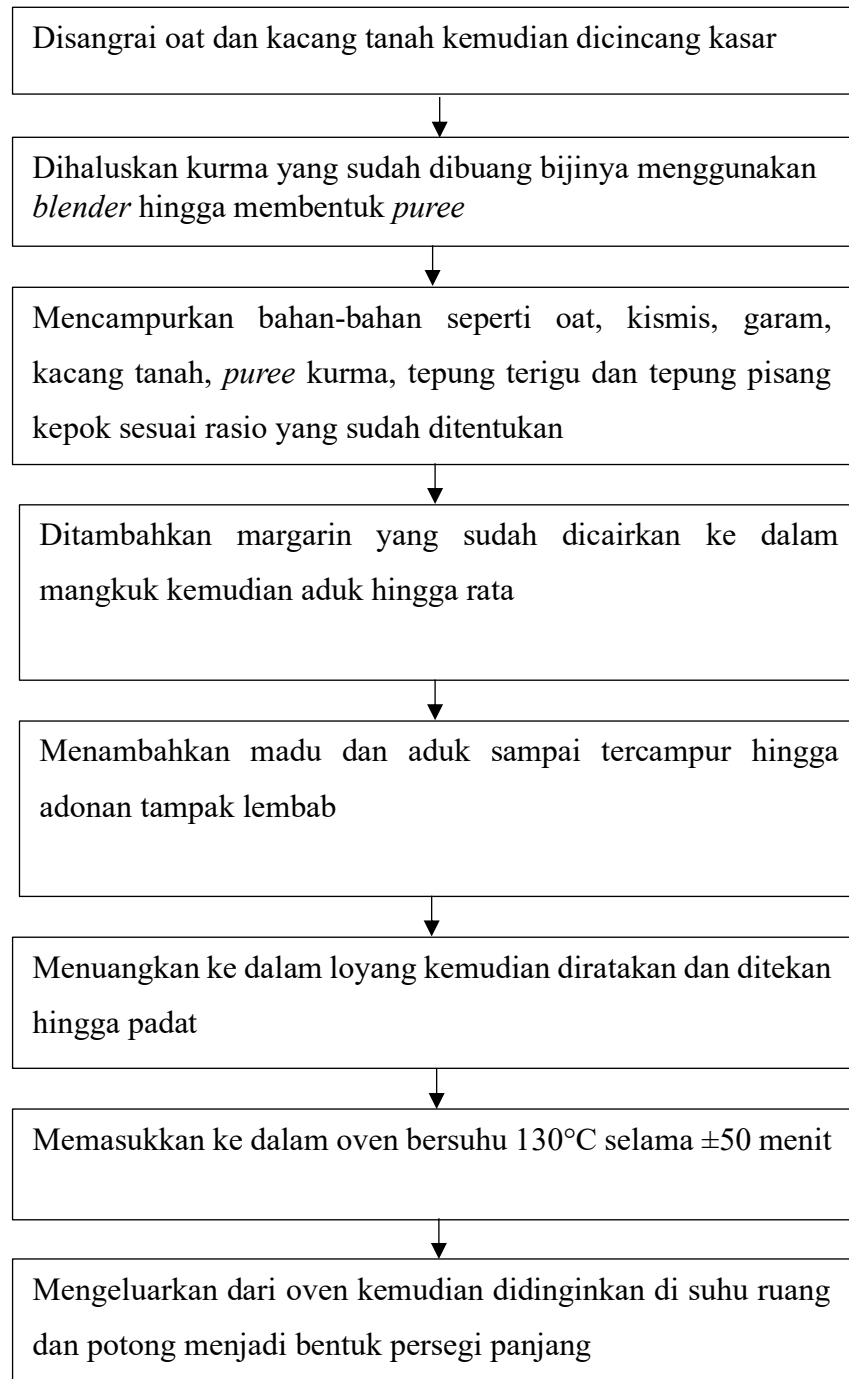 Disangrai oat dan kacang tanah kemudian dicincang kasar
Dihaluskan kurma yang sudah dibuang bijinya menggunakan
blender hingga membentuk puree
Mencampurkan bahan-bahan seperti oat, kismis, garam,
kacang tanah, puree kurma, tepung terigu dan tepung pisang
kepok sesuai rasio yang sudah ditentukan
Ditambahkan margarin yang sudah dicairkan ke dalam
mangkuk kemudian aduk hingga rata
Menambahkan madu dan aduk sampai tercampur hingga
adonan tampak lembab
Menuangkan ke dalam loyang kemudian diratakan dan ditekan
hingga padat
Memasukkan ke dalam oven bersuhu 130°C selama ±50 menit
Mengeluarkan dari oven kemudian didinginkan di suhu ruang
dan potong menjadi bentuk persegi panjang